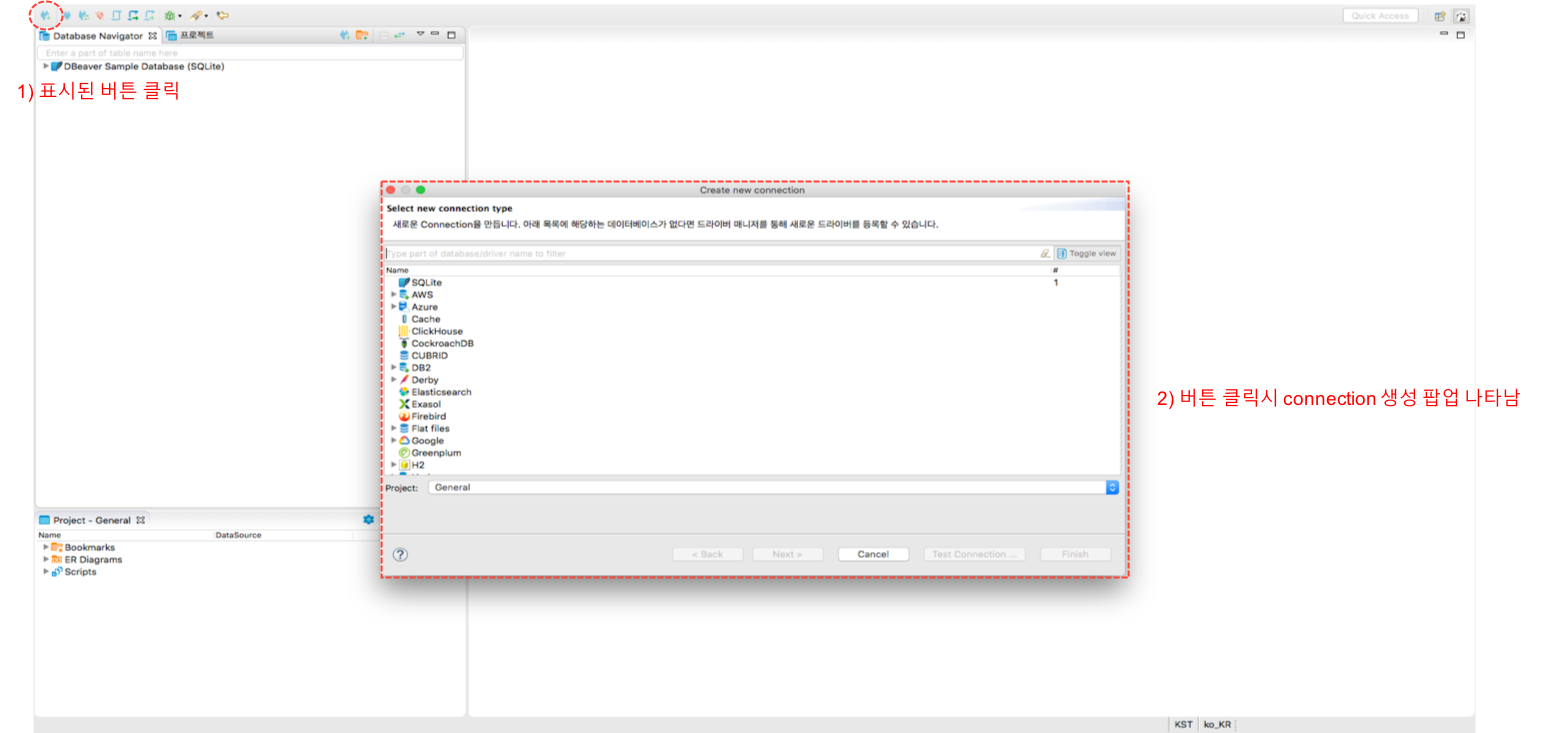 Quick Access
Database Navigator 프로젝트
Enter a part of table name here
DBeaver Sample Database (SQLite)
1) 표시된 버튼 클릭
Create new connection
Select new connection type
새로운 Connection을 만듭니다. 아래 목록에 해당하는 데이터베이스가 없다면 드라이버 매니저를 통해 새로운 드라이버를 등록할 수 있습니다.
Type part of database/driver name to filter
Toggle view
Name #
SQLite 1
AWS
Azure
Cache
ClickHouse
CockroachDB
CUBRID
DB2
Derby
Elasticsearch
Exasol
Firebird
Flat files
Google
Greenplum
H2
2) 버튼 클릭시 connection 생성 팝업 나타남
Project: General
? < Back Next > Cancel Test Connection ... Finish
Project - General
Name DataSource
Bookmarks
ER Diagrams
Scripts
KST ko_KR